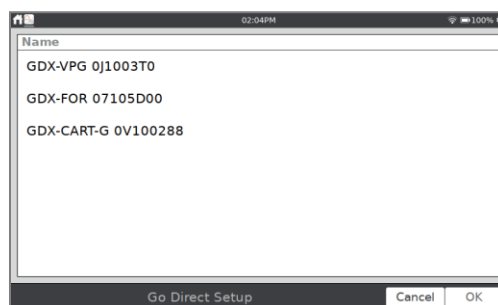 02:04PM 100%
Name
GDX-VPG 0J1003T0
GDX-FOR 07105D00
GDX-CART-G 0V100288
Go Direct Setup Cancel OK